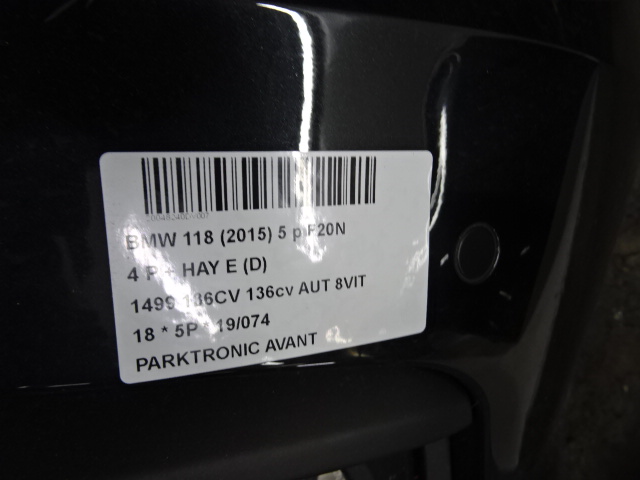 BMW 118 (2015) 5 p F20N
4 P + HAY E (D)
1499 136CV 136cv AUT 8VIT
18 * 5P * 19/074
PARKTRONIC AVANT